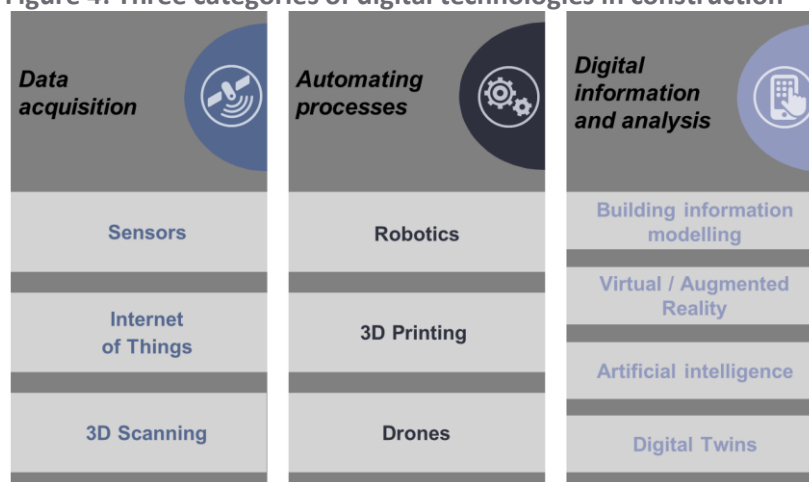 Figure 4: Three categories of digital technologies in construction
Data
acquisition
Sensors
Internet
of Things
3D Scanning
Automating
processes
Robotics
3D Printing
Drones
Digital
information
and analysis
Building information
modelling
Virtual / Augmented
Reality
Artificial intelligence
Digital Twins